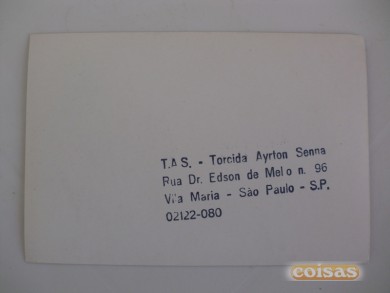 T.A.S. - Torcida Ayrton Senna
Rua Dr. Edson de Melo n. 96
Vila Maria - São Paulo - S.P.
02122-080
coisas